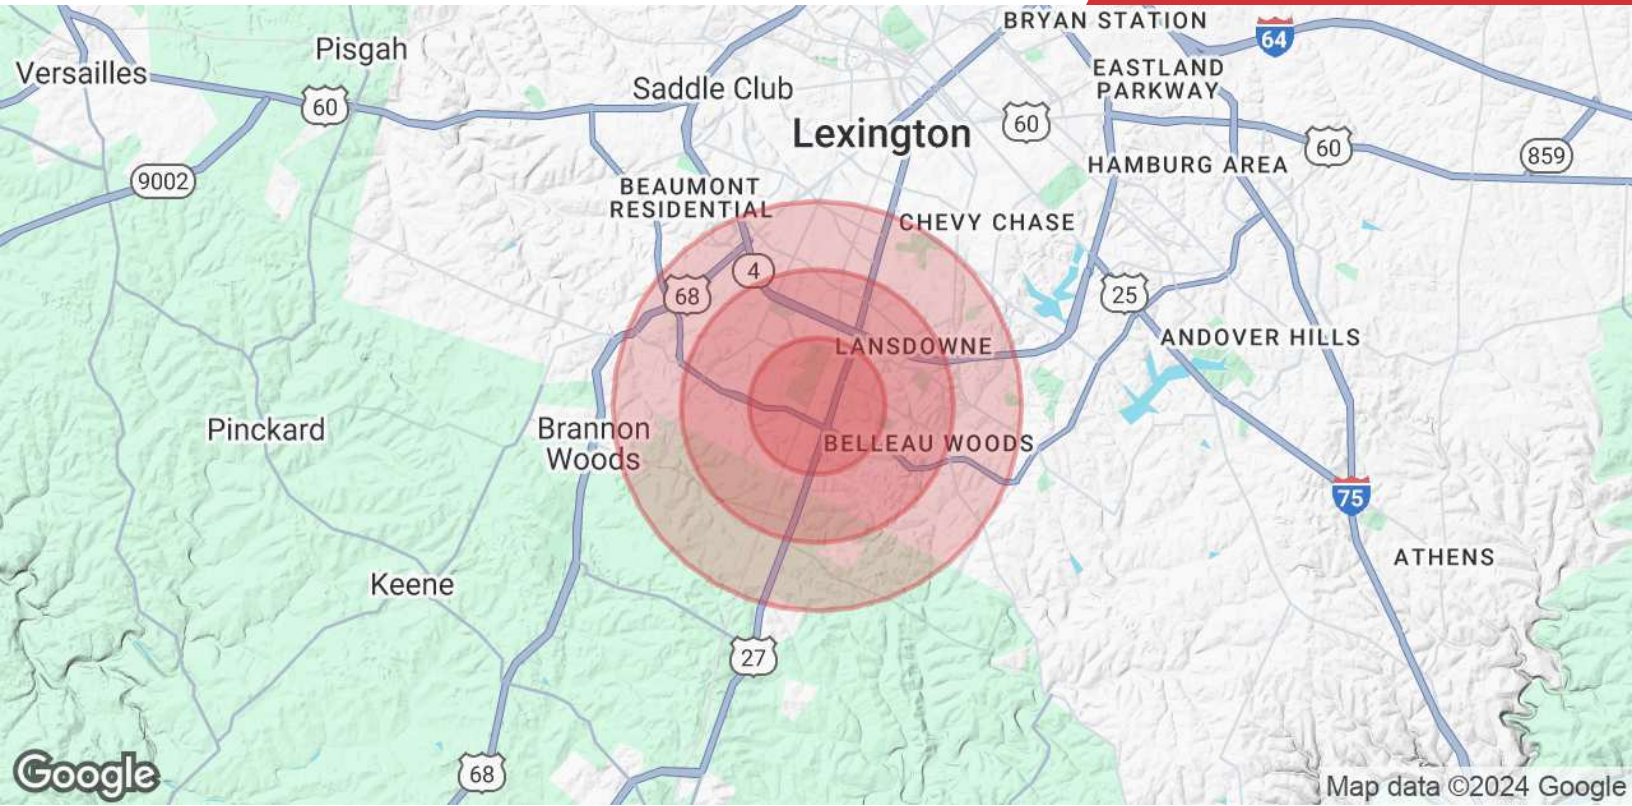 BRYAN STATION
64
Pisgah
Versailles
EASTLAND
PARKWAY
Saddle Club
60
60
Lexington
60
859
HAMBURG AREA
9002
BEAUMONT
RESIDENTIAL
CHEVY CHASE
4
68
25
ANDOVER HILLS
LANSDOWNE
Pinckard
Brannon
Woods
BELLEAU WOODS
75
ATHENS
Keene
27
68
Google
Map data ©2024 Google